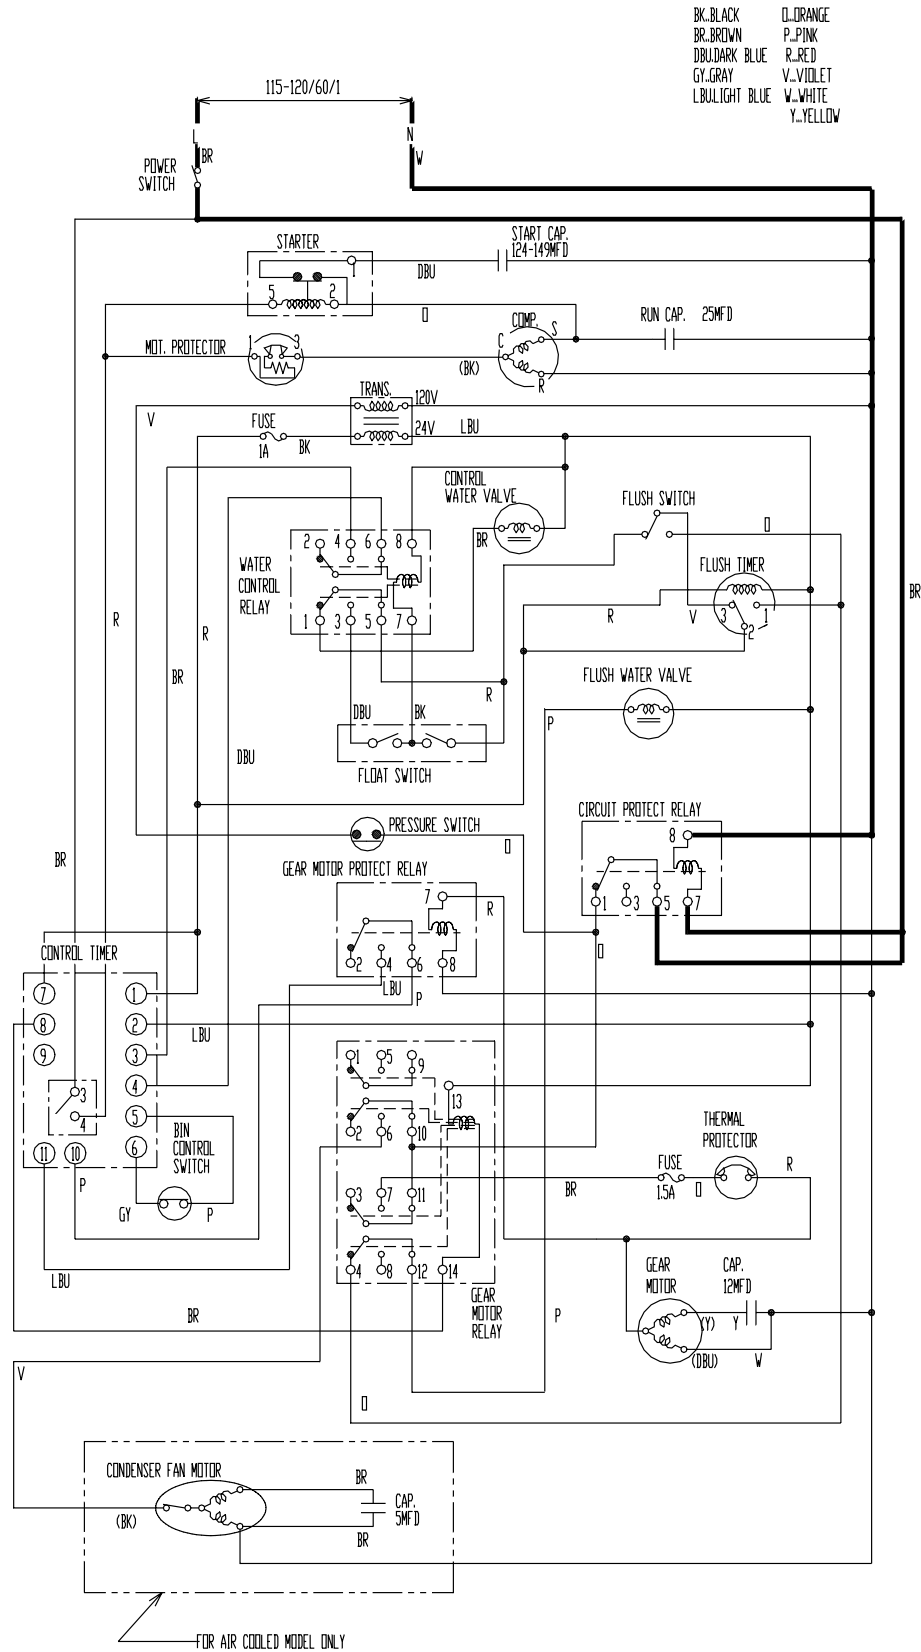 BK..BLACK O...ORANGE
BR..BROWN P...PINK
DBU.DARK BLUE R...RED
GY.GRAY V...VIOLET
LBU.LIGHT BLUE W...WHITE
Y...YELLOW
115-120/60/1
L
N
BR
W
POWER
SWITCH
STARTER
START CAP.
124-149MFD
1
DBU
5
2
O
RUN CAP. 25MFD
COMP.
S
MOT. PROTECTOR
1
3
C
(BK)
R
TRANS.
120V
V
FUSE
24V
LBU
1A
BK
CONTROL
WATER VALVE
FLUSH SWITCH
O
2 4 6 8
BR
WATER
CONTROL
RELAY
FLUSH TIMER
BR
1 3 5 7
R
R
R
V
3
1
2
BR
R
FLUSH WATER VALVE
DBU
BK
P
DBU
FLOAT SWITCH
CIRCUIT PROTECT RELAY
PRESSURE SWITCH
8
O
BR
GEAR MOTOR PROTECT RELAY
7
R
1 3 5 7
CONTROL TIMER
O
2 4 6 8
7
1
LBU
P
8
2
LBU
9
3
1 5 9
4
3
13
4
5
BIN
CONTROL
SWITCH
2 6 10
THERMAL
PROTECTOR
11 10
6
P
FUSE
R
BR
1.5A
O
3 7 11
GY
P
LBU
4 8 12 14
GEAR
MOTOR
CAP.
12MFD
GEAR
MOTOR
RELAY
BR
P
(Y)
Y
(DBU)
W
V
O
CONDENSER FAN MOTOR
BR
CAP.
5MFD
(BK)
BR
FOR AIR COOLED MODEL ONLY